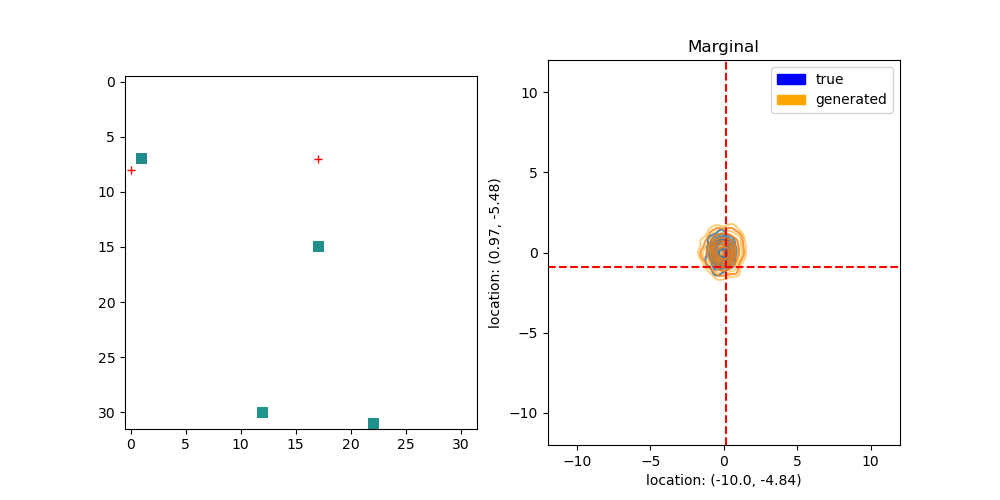 Marginal
0
5
10
15
20
25
30
0 5 10 15 20 25 30
location: (0.97, -5.48)
10
5
0
−5
−10
−10 −5 0 5 10
location: (-10.0, -4.84)
true
generated